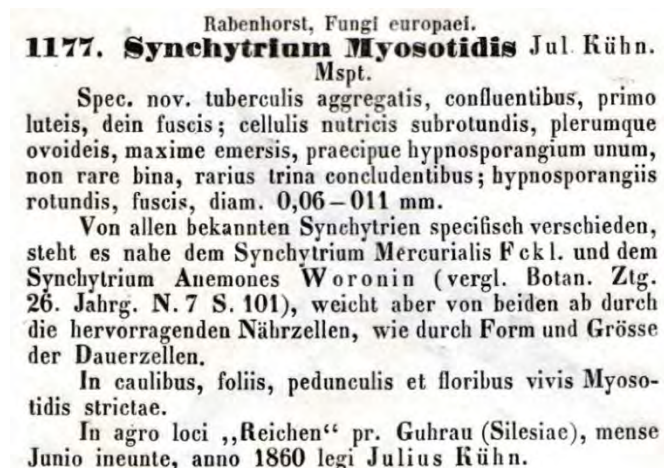 Rabenhorst, Fungi europaei.
1177. Synchytrium Myosotidis Jul. Kühn.
Mspt.
Spec. nov. tuberculis aggregatis, confluentibus, primo
luteis, dein fuscis; cellulis nutricis subrotundis, plerumque
ovoideis, maxime emersis, praecipue hypnosporangium unum,
non rare bina, rarius trina concludentibus; hypnosporangiis
rotundis, fuscis, diam. 0,06–011 mm.
Von allen bekannten Synchytrien specifisch verschieden,
steht es nahe dem Synchytrium Mercurialis Fckl. und dem
Synchytrium Anemones Woronin (vergl. Botan. Ztg.
26. Jahrg. N. 7 S. 101), weicht aber von beiden ab durch
die hervorragenden Nährzellen, wie durch Form und Grösse
der Dauerzellen.
In caulibus, foliis, pedunculis et floribus vivis Myoso-
tidis strictae.
In agro loci „Reichen“ pr. Guhrau (Silesiae), mense
Junio ineunte, anno 1860 legi Julius Kühn.